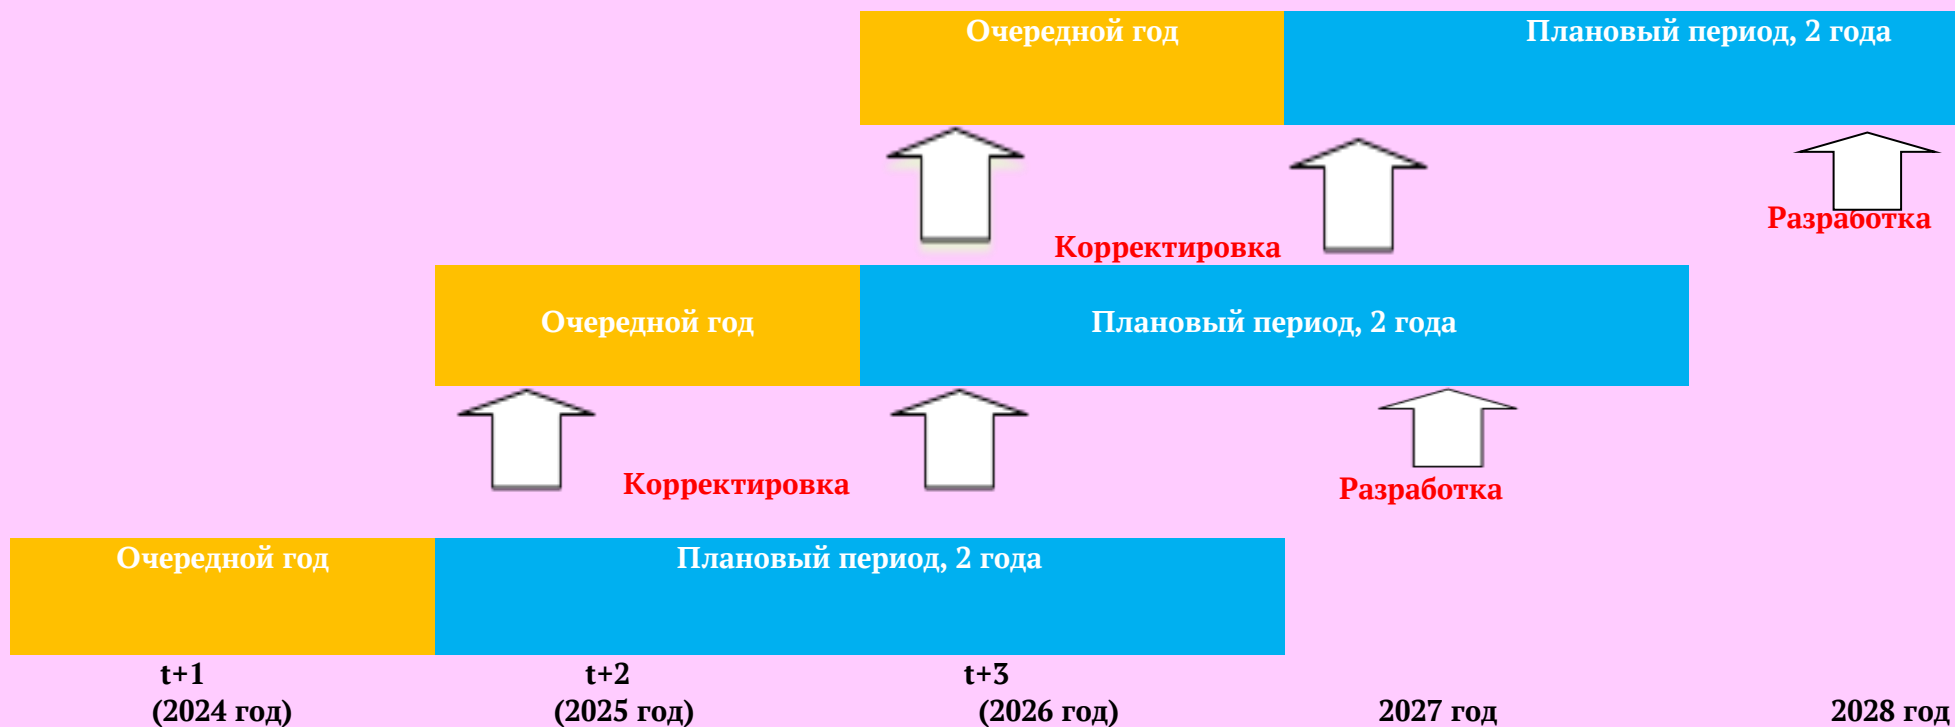 Очередной год
Плановый период, 2 года
Разработка
Корректировка
Очередной год
Плановый период, 2 года
Корректировка
Разработка
Очередной год
Плановый период, 2 года
t+1
t+2
t+3
(2024 год)
(2025 год)
(2026 год)
2027 год
2028 год